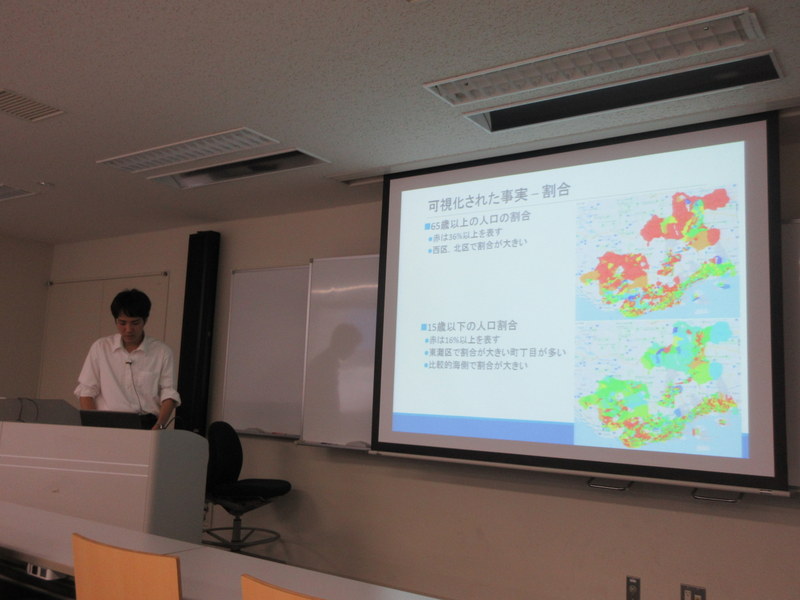 可視化された事実 – 割合
■65歳以上の人口の割合
●赤は36%以上を表す
●西区、北区で割合が大きい
■15歳以下の人口割合
●赤は16%以上を表す
●東灘区で割合が大きい町丁目が多い
●比較的海側で割合が大きい